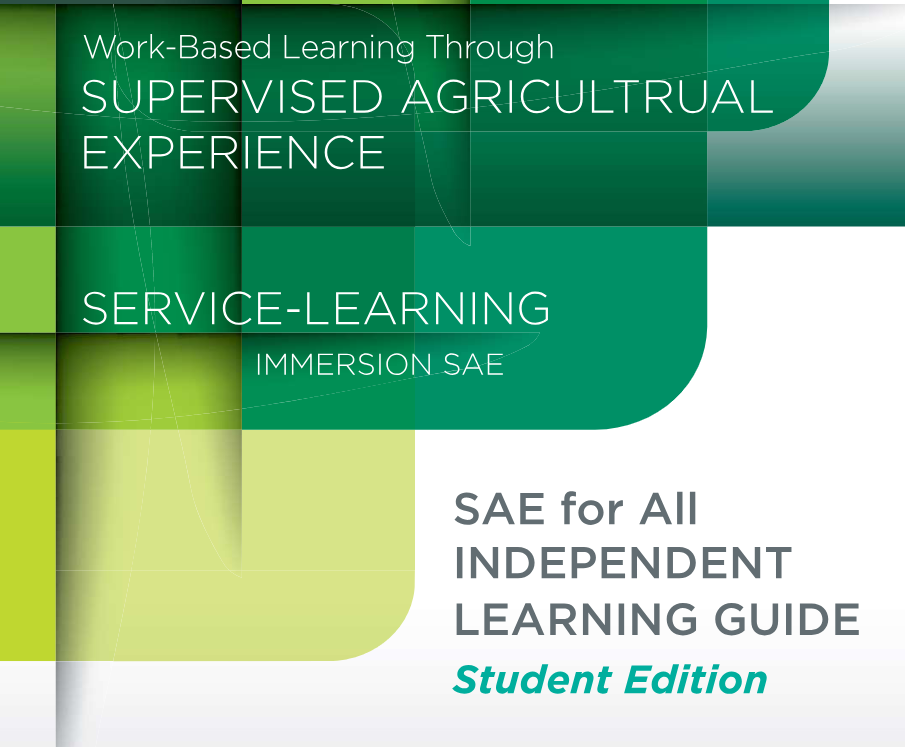 Work-Based Learning Through
SUPERVISED AGRICULTRUAL
EXPERIENCE
SERVICE-LEARNING
IMMERSION SAE
SAE for All
INDEPENDENT
LEARNING GUIDE
Student Edition